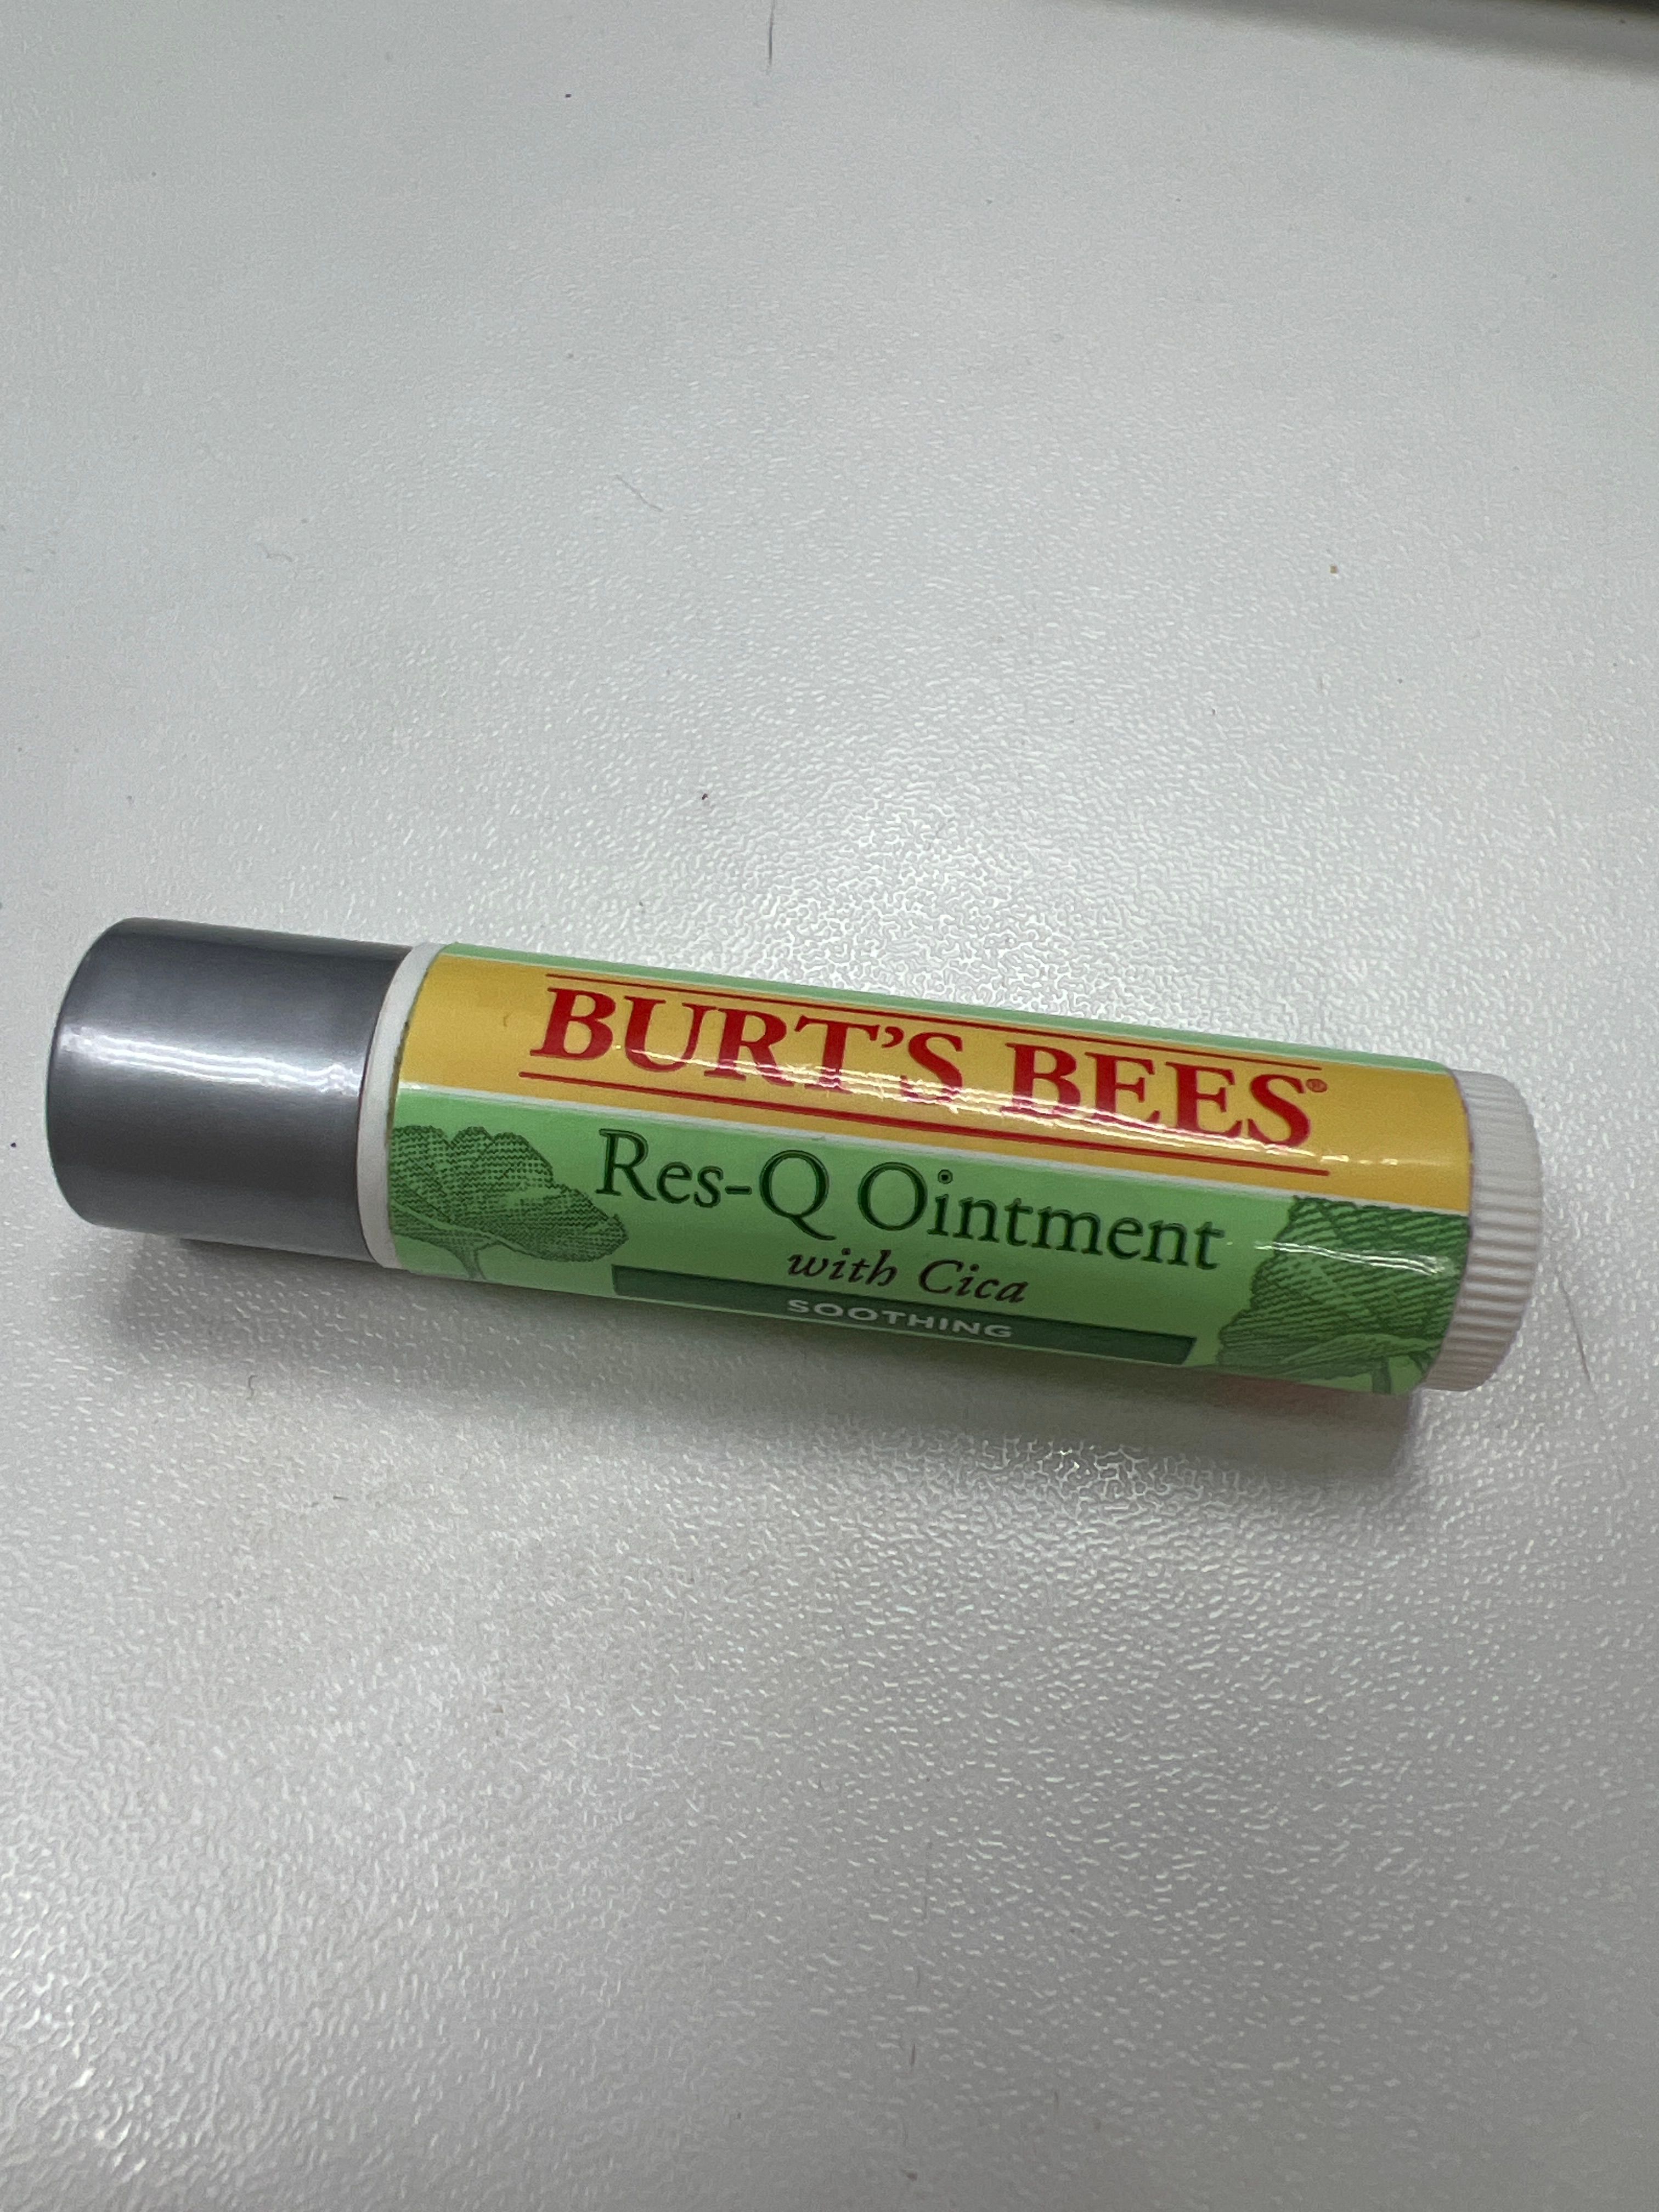 BURT'S BEES®
Res-Q Ointment
with Cica
SOOTHING